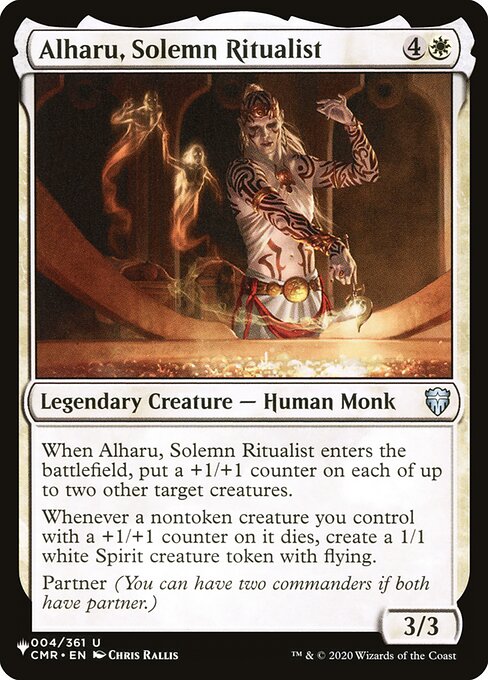 Alharu, Solemn Ritualist 4
Legendary Creature — Human Monk
When Alharu, Solemn Ritualist enters the
battlefield, put a +1/+1 counter on each of up
to two other target creatures.
Whenever a nontoken creature you control
with a +1/+1 counter on it dies, create a 1/1
white Spirit creature token with flying.
Partner (You can have two commanders if both
have partner.)
3/3
004/361 U
CMR • EN Chris Rallis
™ & © 2020 Wizards of the Coast